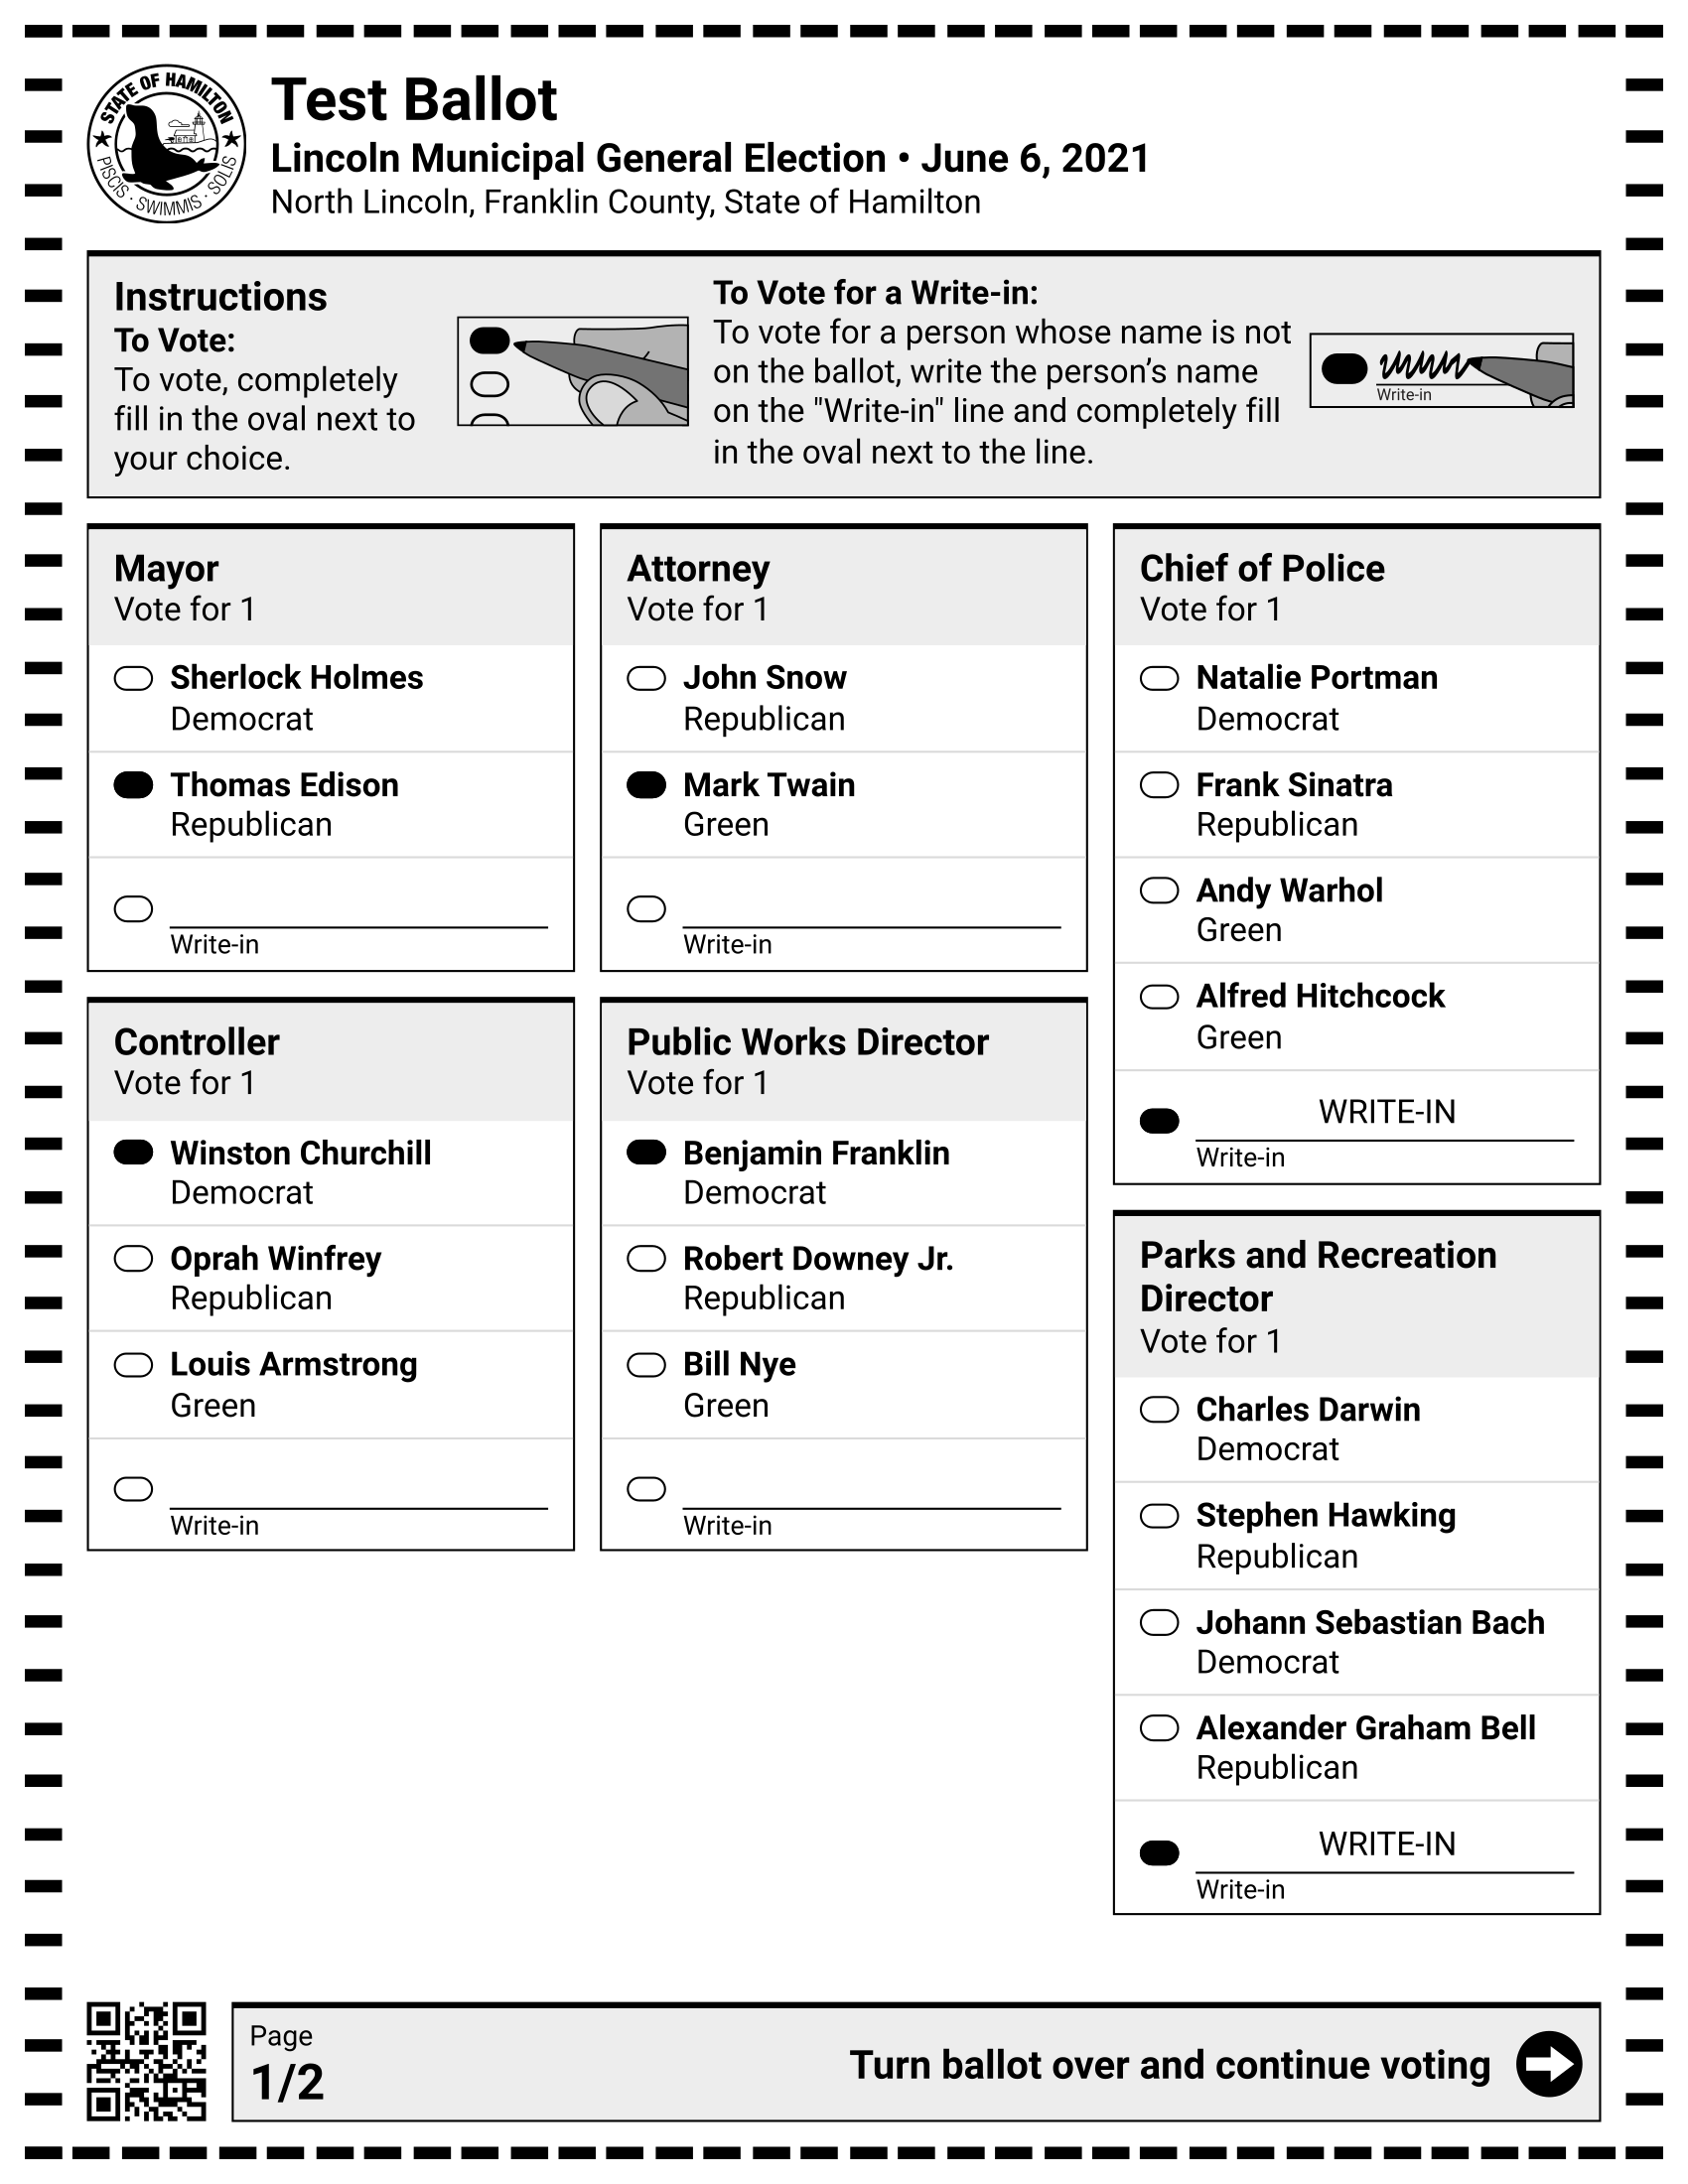 STATE OF HAMILTON
PISCIS · SWIMMIS · SOLIS
Test Ballot
Lincoln Municipal General Election • June 6, 2021
North Lincoln, Franklin County, State of Hamilton
Instructions
To Vote:
To vote, completely
fill in the oval next to
your choice.
To Vote for a Write-in:
To vote for a person whose name is not
on the ballot, write the person’s name
on the "Write-in" line and completely fill
in the oval next to the line.
Write-in
Mayor
Vote for 1
Sherlock Holmes
Democrat
Thomas Edison
Republican
Write-in
Controller
Vote for 1
Winston Churchill
Democrat
Oprah Winfrey
Republican
Louis Armstrong
Green
Write-in
Attorney
Vote for 1
John Snow
Republican
Mark Twain
Green
Write-in
Public Works Director
Vote for 1
Benjamin Franklin
Democrat
Robert Downey Jr.
Republican
Bill Nye
Green
Write-in
Chief of Police
Vote for 1
Natalie Portman
Democrat
Frank Sinatra
Republican
Andy Warhol
Green
Alfred Hitchcock
Green
WRITE-IN
Write-in
Parks and Recreation
Director
Vote for 1
Charles Darwin
Democrat
Stephen Hawking
Republican
Johann Sebastian Bach
Democrat
Alexander Graham Bell
Republican
WRITE-IN
Write-in
Page
1/2
Turn ballot over and continue voting